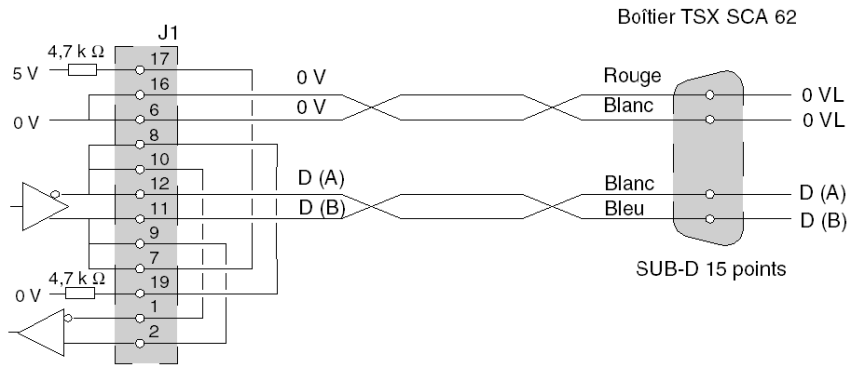 Boîtier TSX SCA 62
J1
4,7 k Ω
5 V
17
16
0 V
Rouge
0 VL
0 V
6
0 V
Blanc
0 VL
8
10
12
D (A)
Blanc
D (A)
11
D (B)
Bleu
D (B)
9
7
SUB-D 15 points
4,7 k Ω
0 V
19
1
2